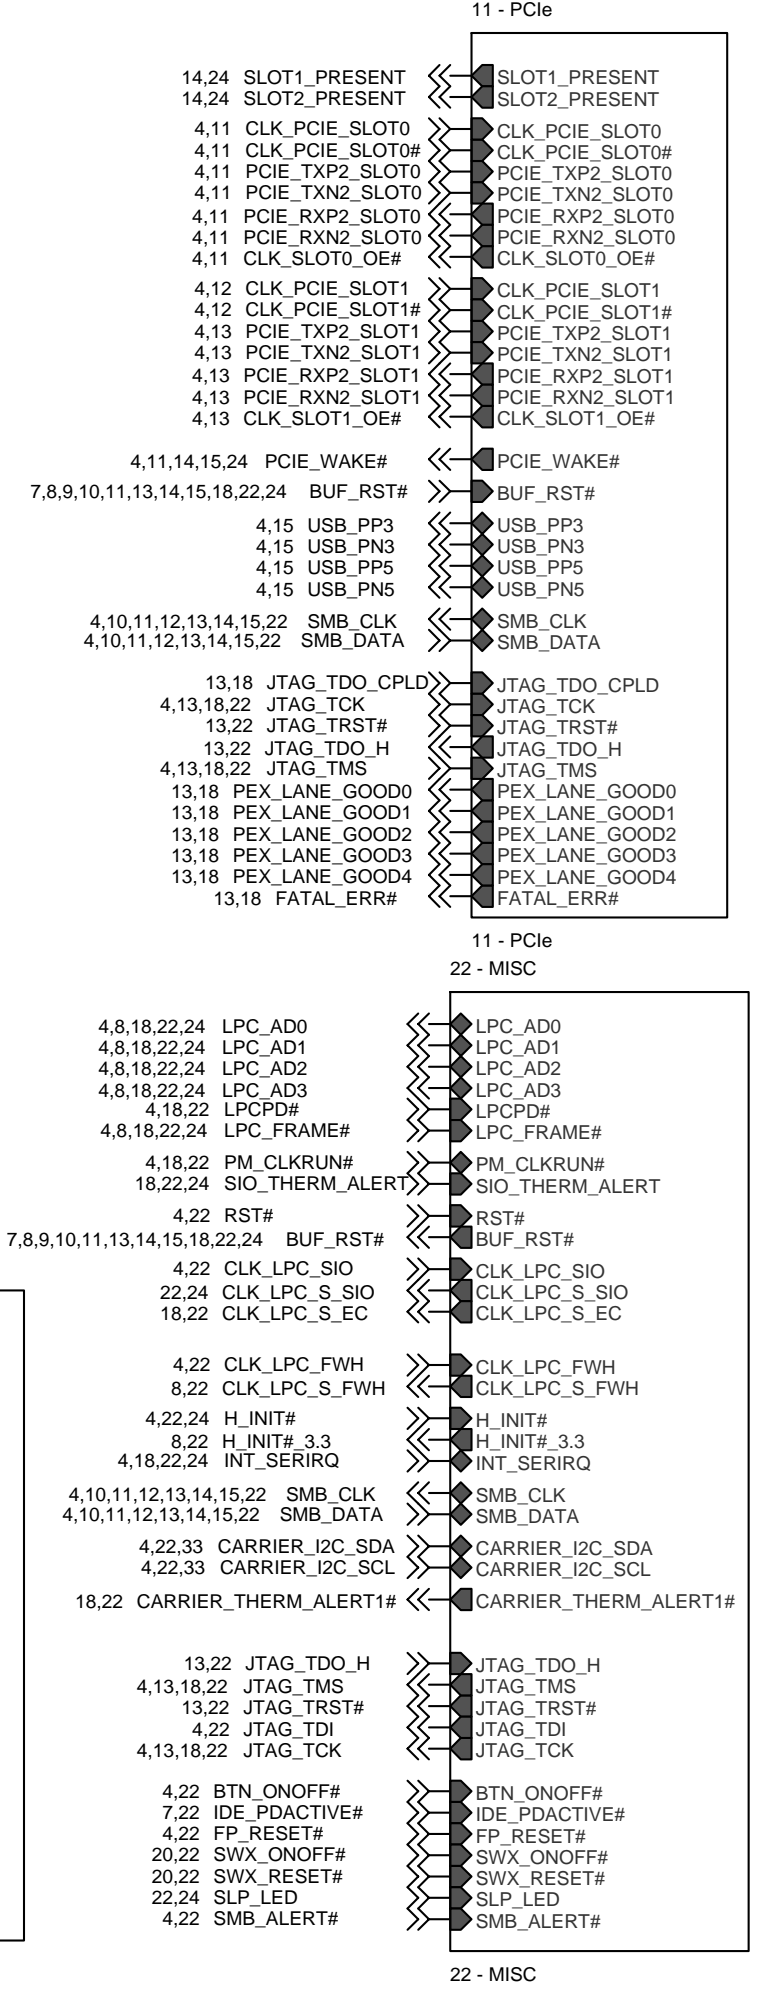 11 - PCIe
14,24 SLOT1_PRESENT SLOT1_PRESENT
14,24 SLOT2_PRESENT SLOT2_PRESENT
4,11 CLK_PCIE_SLOT0 CLK_PCIE_SLOT0
4,11 CLK_PCIE_SLOT0# CLK_PCIE_SLOT0#
4,11 PCIE_TXP2_SLOT0 PCIE_TXP2_SLOT0
4,11 PCIE_TXN2_SLOT0 PCIE_TXN2_SLOT0
4,11 PCIE_RXP2_SLOT0 PCIE_RXP2_SLOT0
4,11 PCIE_RXN2_SLOT0 PCIE_RXN2_SLOT0
4,11 CLK_SLOT0_OE# CLK_SLOT0_OE#
4,12 CLK_PCIE_SLOT1 CLK_PCIE_SLOT1
4,12 CLK_PCIE_SLOT1# CLK_PCIE_SLOT1#
4,13 PCIE_TXP2_SLOT1 PCIE_TXP2_SLOT1
4,13 PCIE_TXN2_SLOT1 PCIE_TXN2_SLOT1
4,13 PCIE_RXP2_SLOT1 PCIE_RXP2_SLOT1
4,13 PCIE_RXN2_SLOT1 PCIE_RXN2_SLOT1
4,13 CLK_SLOT1_OE# CLK_SLOT1_OE#
4,11,14,15,24 PCIE_WAKE# PCIE_WAKE#
7,8,9,10,11,13,14,15,18,22,24 BUF_RST# BUF_RST#
4,15 USB_PP3 USB_PP3
4,15 USB_PN3 USB_PN3
4,15 USB_PP5 USB_PP5
4,15 USB_PN5 USB_PN5
4,10,11,12,13,14,15,22 SMB_CLK SMB_CLK
4,10,11,12,13,14,15,22 SMB_DATA SMB_DATA
13,18 JTAG_TDO_CPLD JTAG_TDO_CPLD
4,13,18,22 JTAG_TCK JTAG_TCK
13,22 JTAG_TRST# JTAG_TRST#
13,22 JTAG_TDO_H JTAG_TDO_H
4,13,18,22 JTAG_TMS JTAG_TMS
13,18 PEX_LANE_GOOD0 PEX_LANE_GOOD0
13,18 PEX_LANE_GOOD1 PEX_LANE_GOOD1
13,18 PEX_LANE_GOOD2 PEX_LANE_GOOD2
13,18 PEX_LANE_GOOD3 PEX_LANE_GOOD3
13,18 PEX_LANE_GOOD4 PEX_LANE_GOOD4
13,18 FATAL_ERR# FATAL_ERR#
11 - PCIe
22 - MISC
4,8,18,22,24 LPC_AD0 LPC_AD0
4,8,18,22,24 LPC_AD1 LPC_AD1
4,8,18,22,24 LPC_AD2 LPC_AD2
4,8,18,22,24 LPC_AD3 LPC_AD3
4,18,22 LPCPD# LPCPD#
4,8,18,22,24 LPC_FRAME# LPC_FRAME#
4,18,22 PM_CLKRUN# PM_CLKRUN#
18,22,24 SIO_THERM_ALERT SIO_THERM_ALERT
4,22 RST# RST#
7,8,9,10,11,13,14,15,18,22,24 BUF_RST# BUF_RST#
4,22 CLK_LPC_SIO CLK_LPC_SIO
22,24 CLK_LPC_S_SIO CLK_LPC_S_SIO
18,22 CLK_LPC_S_EC CLK_LPC_S_EC
4,22 CLK_LPC_FWH CLK_LPC_FWH
8,22 CLK_LPC_S_FWH CLK_LPC_S_FWH
4,22,24 H_INIT# H_INIT#
8,22 H_INIT#_3.3 H_INIT#_3.3
4,18,22,24 INT_SERIRQ INT_SERIRQ
4,10,11,12,13,14,15,22 SMB_CLK SMB_CLK
4,10,11,12,13,14,15,22 SMB_DATA SMB_DATA
4,22,33 CARRIER_I2C_SDA CARRIER_I2C_SDA
4,22,33 CARRIER_I2C_SCL CARRIER_I2C_SCL
18,22 CARRIER_THERM_ALERT1# CARRIER_THERM_ALERT1#
13,22 JTAG_TDO_H JTAG_TDO_H
4,13,18,22 JTAG_TMS JTAG_TMS
13,22 JTAG_TRST# JTAG_TRST#
4,22 JTAG_TDI JTAG_TDI
4,13,18,22 JTAG_TCK JTAG_TCK
4,22 BTN_ONOFF# BTN_ONOFF#
7,22 IDE_PDACTIVE# IDE_PDACTIVE#
4,22 FP_RESET# FP_RESET#
20,22 SWX_ONOFF# SWX_ONOFF#
20,22 SWX_RESET# SWX_RESET#
22,24 SLP_LED SLP_LED
4,22 SMB_ALERT# SMB_ALERT#
22 - MISC